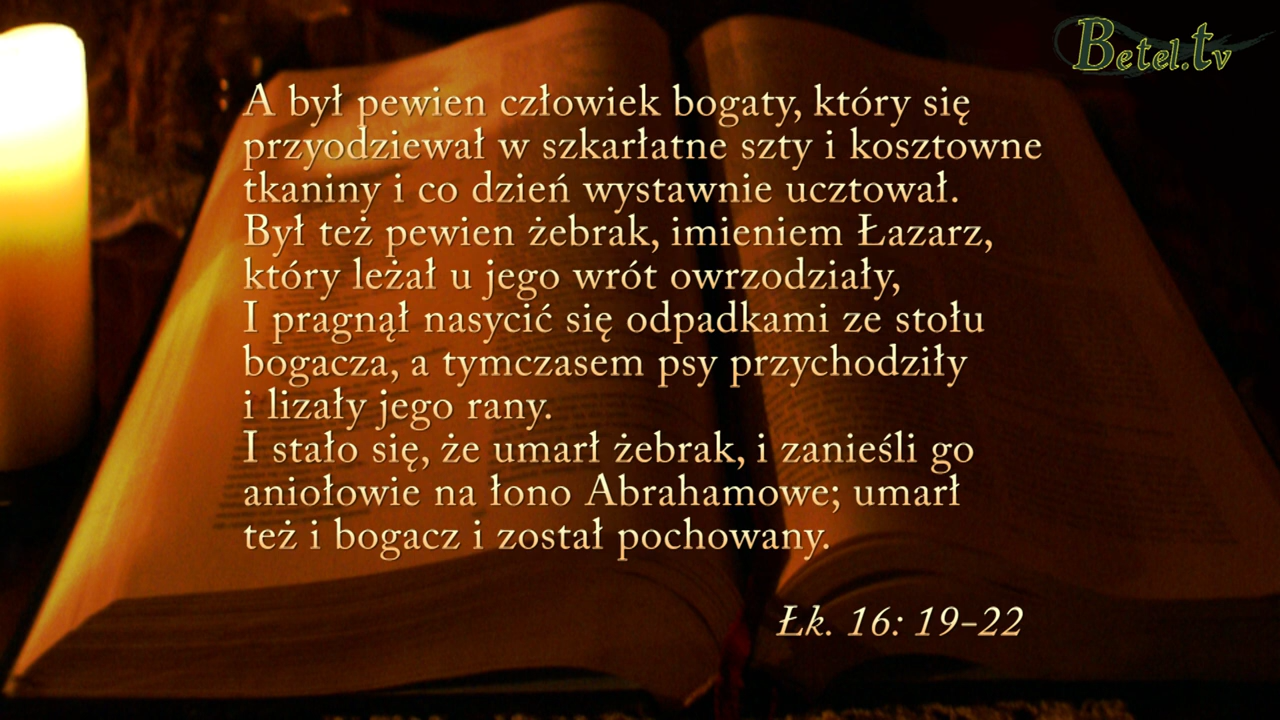 Betel.tv
A był pewien człowiek bogaty, który się
przyodziewał w szkarłatne szty i kosztowne
tkaniny i co dzień wystawnie ucztował.
Był też pewien żebrak, imieniem Łazarz,
który leżał u jego wrót owrzodziały,
I pragnął nasycić się odpadkami ze stołu
bogacza, a tymczasem psy przychodziły
i lizały jego rany.
I stało się, że umarł żebrak, i zanieśli go
aniołowie na łono Abrahamowe; umarł
też i bogacz i został pochowany.
Łk. 16: 19-22